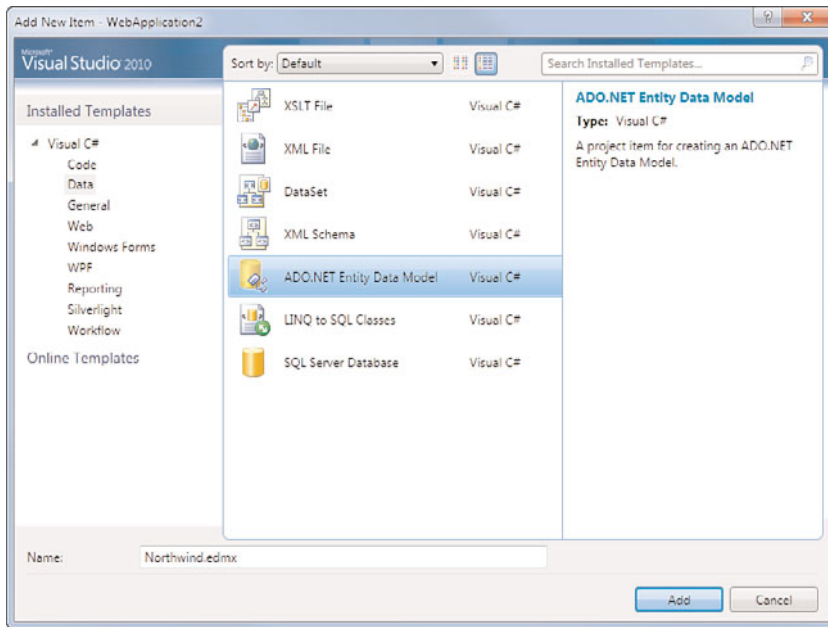 Add New Item - WebApplication2
Microsoft®
Visual Studio 2010
Sort by: Default
Search Installed Templates...
Installed Templates
Visual C#
Code
Data
General
Web
Windows Forms
WPF
Reporting
Silverlight
Workflow
Online Templates
XSLT File Visual C#
XML File Visual C#
DataSet Visual C#
XML Schema Visual C#
ADO.NET Entity Data Model Visual C#
LINQ to SQL Classes Visual C#
SQL Server Database Visual C#
ADO.NET Entity Data Model
Type: Visual C#
A project item for creating an ADO.NET
Entity Data Model.
Name: Northwind.edmx
Add Cancel